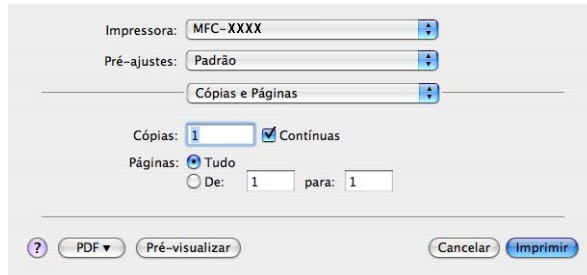 Impressora: MFC-XXXX
Pré-ajustes: Padrão
Cópias e Páginas
Cópias: 1 Contínuas
Páginas: Tudo
De: 1 para: 1
? PDF▼ Pré-visualizar Cancelar Imprimir